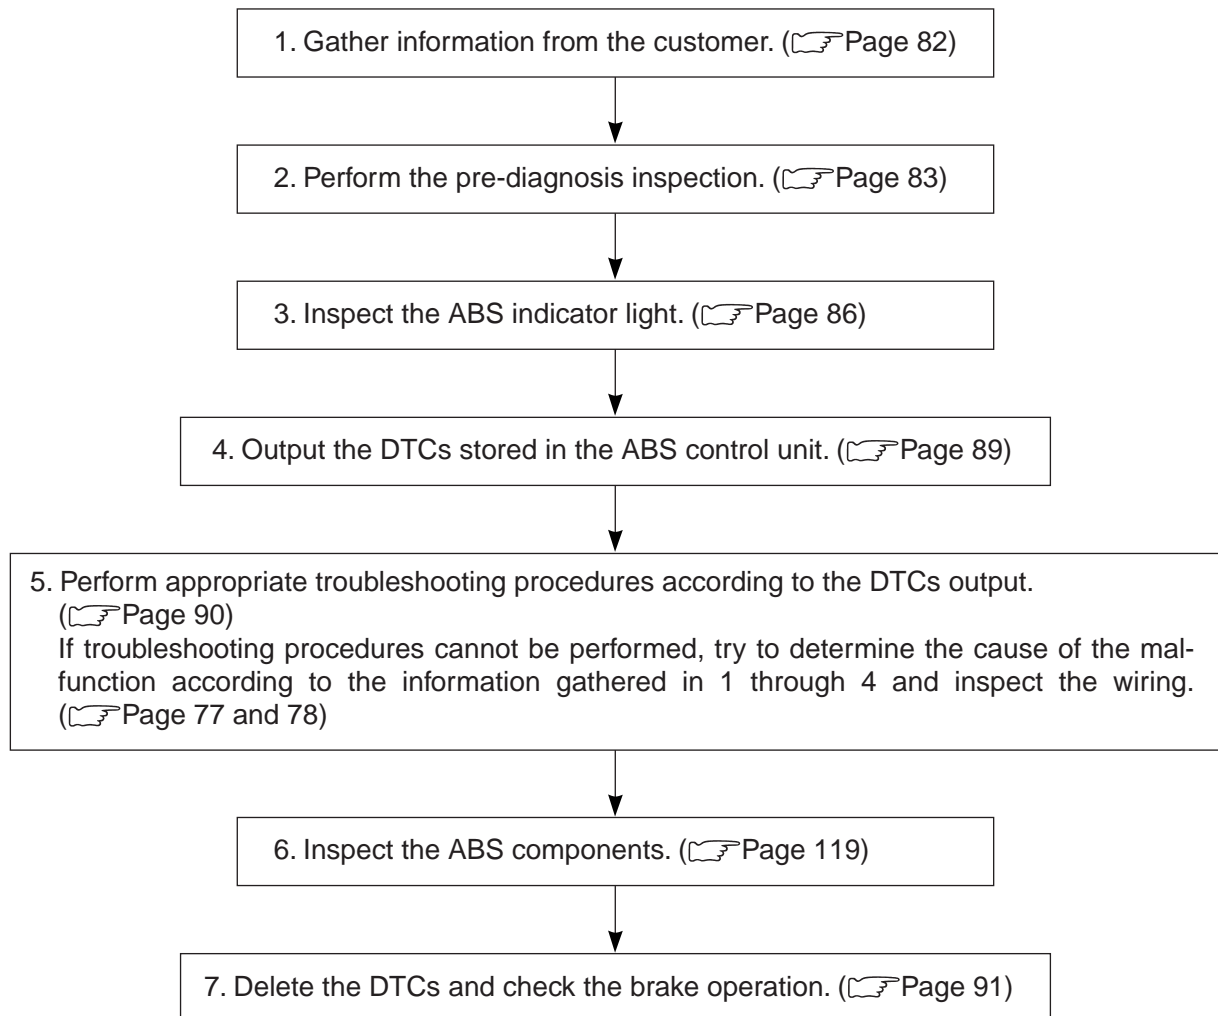 1. Gather information from the customer. (Page 82)
2. Perform the pre-diagnosis inspection. (Page 83)
3. Inspect the ABS indicator light. (Page 86)
4. Output the DTCs stored in the ABS control unit. (Page 89)
5. Perform appropriate troubleshooting procedures according to the DTCs output.
(Page 90)
If troubleshooting procedures cannot be performed, try to determine the cause of the mal-
function according to the information gathered in 1 through 4 and inspect the wiring.
(Page 77 and 78)
6. Inspect the ABS components. (Page 119)
7. Delete the DTCs and check the brake operation. (Page 91)